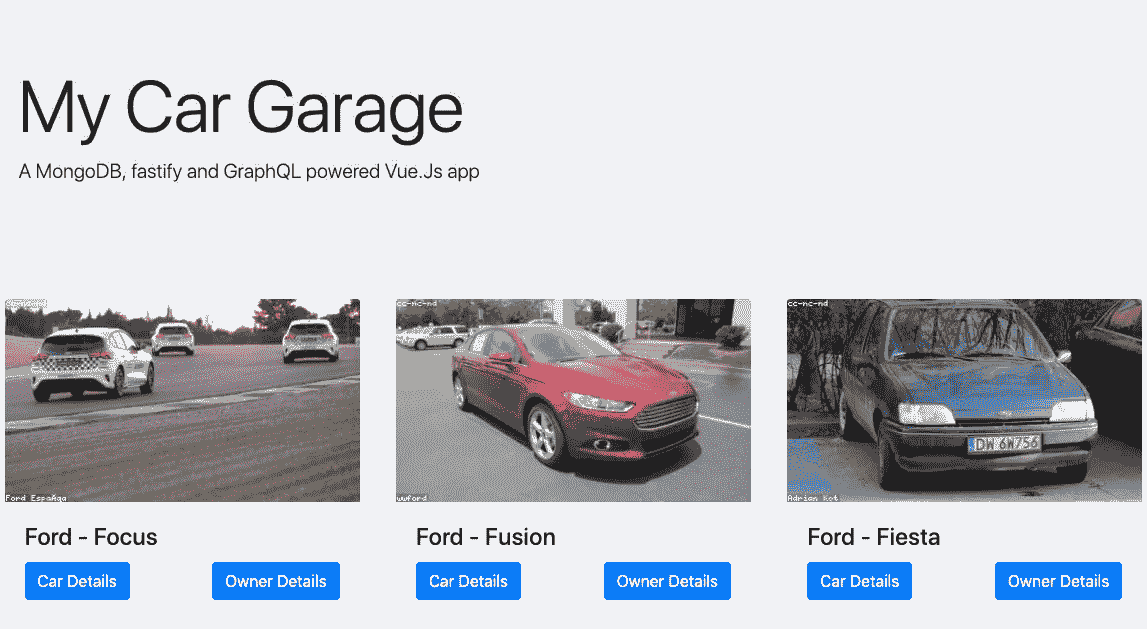 My Car Garage
A MongoDB, fastify and GraphQL powered Vue.Js app
cc-nc-nd
cc-nc-nd
Ford EspaÑga
wwford
DW 6W756
Adrian Kot
Ford - Focus
Ford - Fusion
Ford - Fiesta
Car Details
Owner Details
Car Details
Owner Details
Car Details
Owner Details